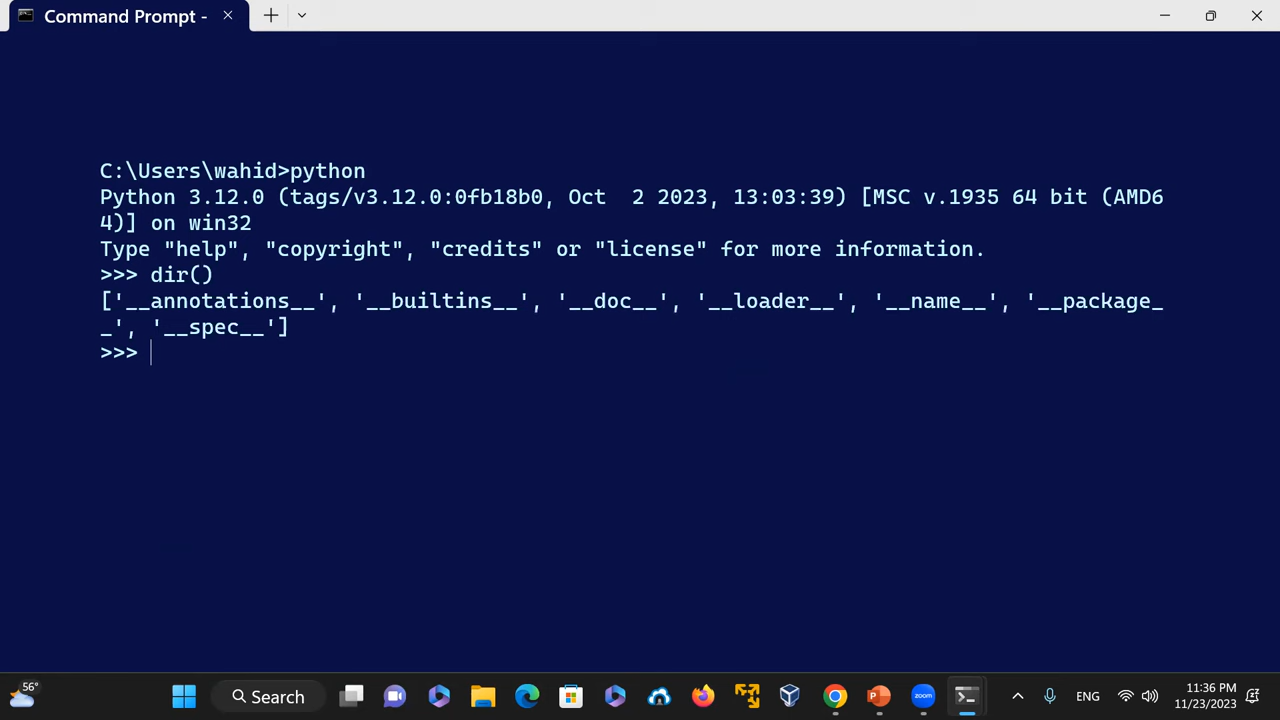 Command Prompt -
C:\Users\wahid>python
Python 3.12.0 (tags/v3.12.0:0fb18b0, Oct  2 2023, 13:03:39) [MSC v.1935 64 bit (AMD6
4)] on win32
Type "help", "copyright", "credits" or "license" for more information.
>>> dir()
['__annotations__', '__builtins__', '__doc__', '__loader__', '__name__', '__package_
_', '__spec__']
>>>
56°
Search
zoom
ENG
11:36 PM
11/23/2023